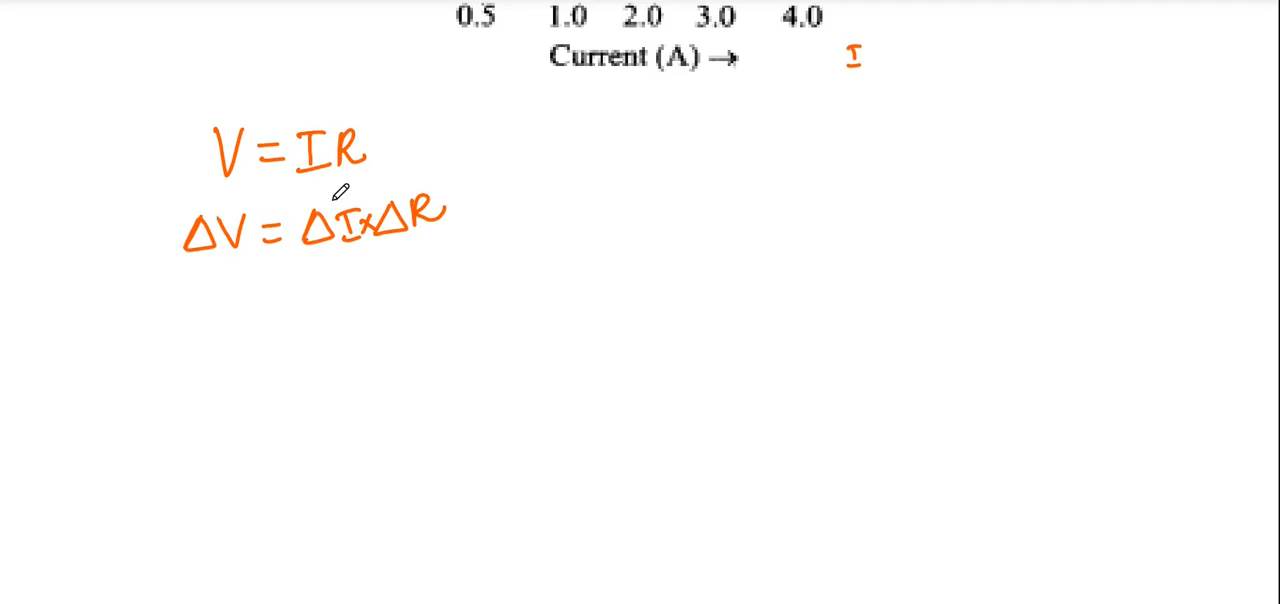 0.5 1.0 2.0 3.0 4.0
Current (A) → I
V = IR
ΔV = ΔI×ΔR